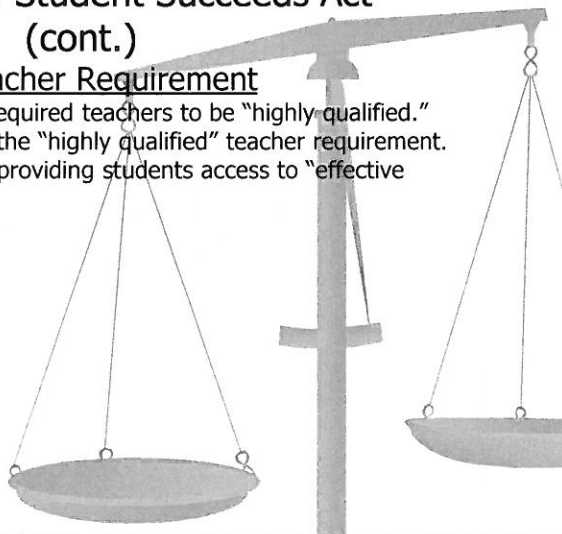 Student Succeeds Act
(cont.)
acher Requirement
equired teachers to be “highly qualified.”
the “highly qualified” teacher requirement.
providing students access to “effective